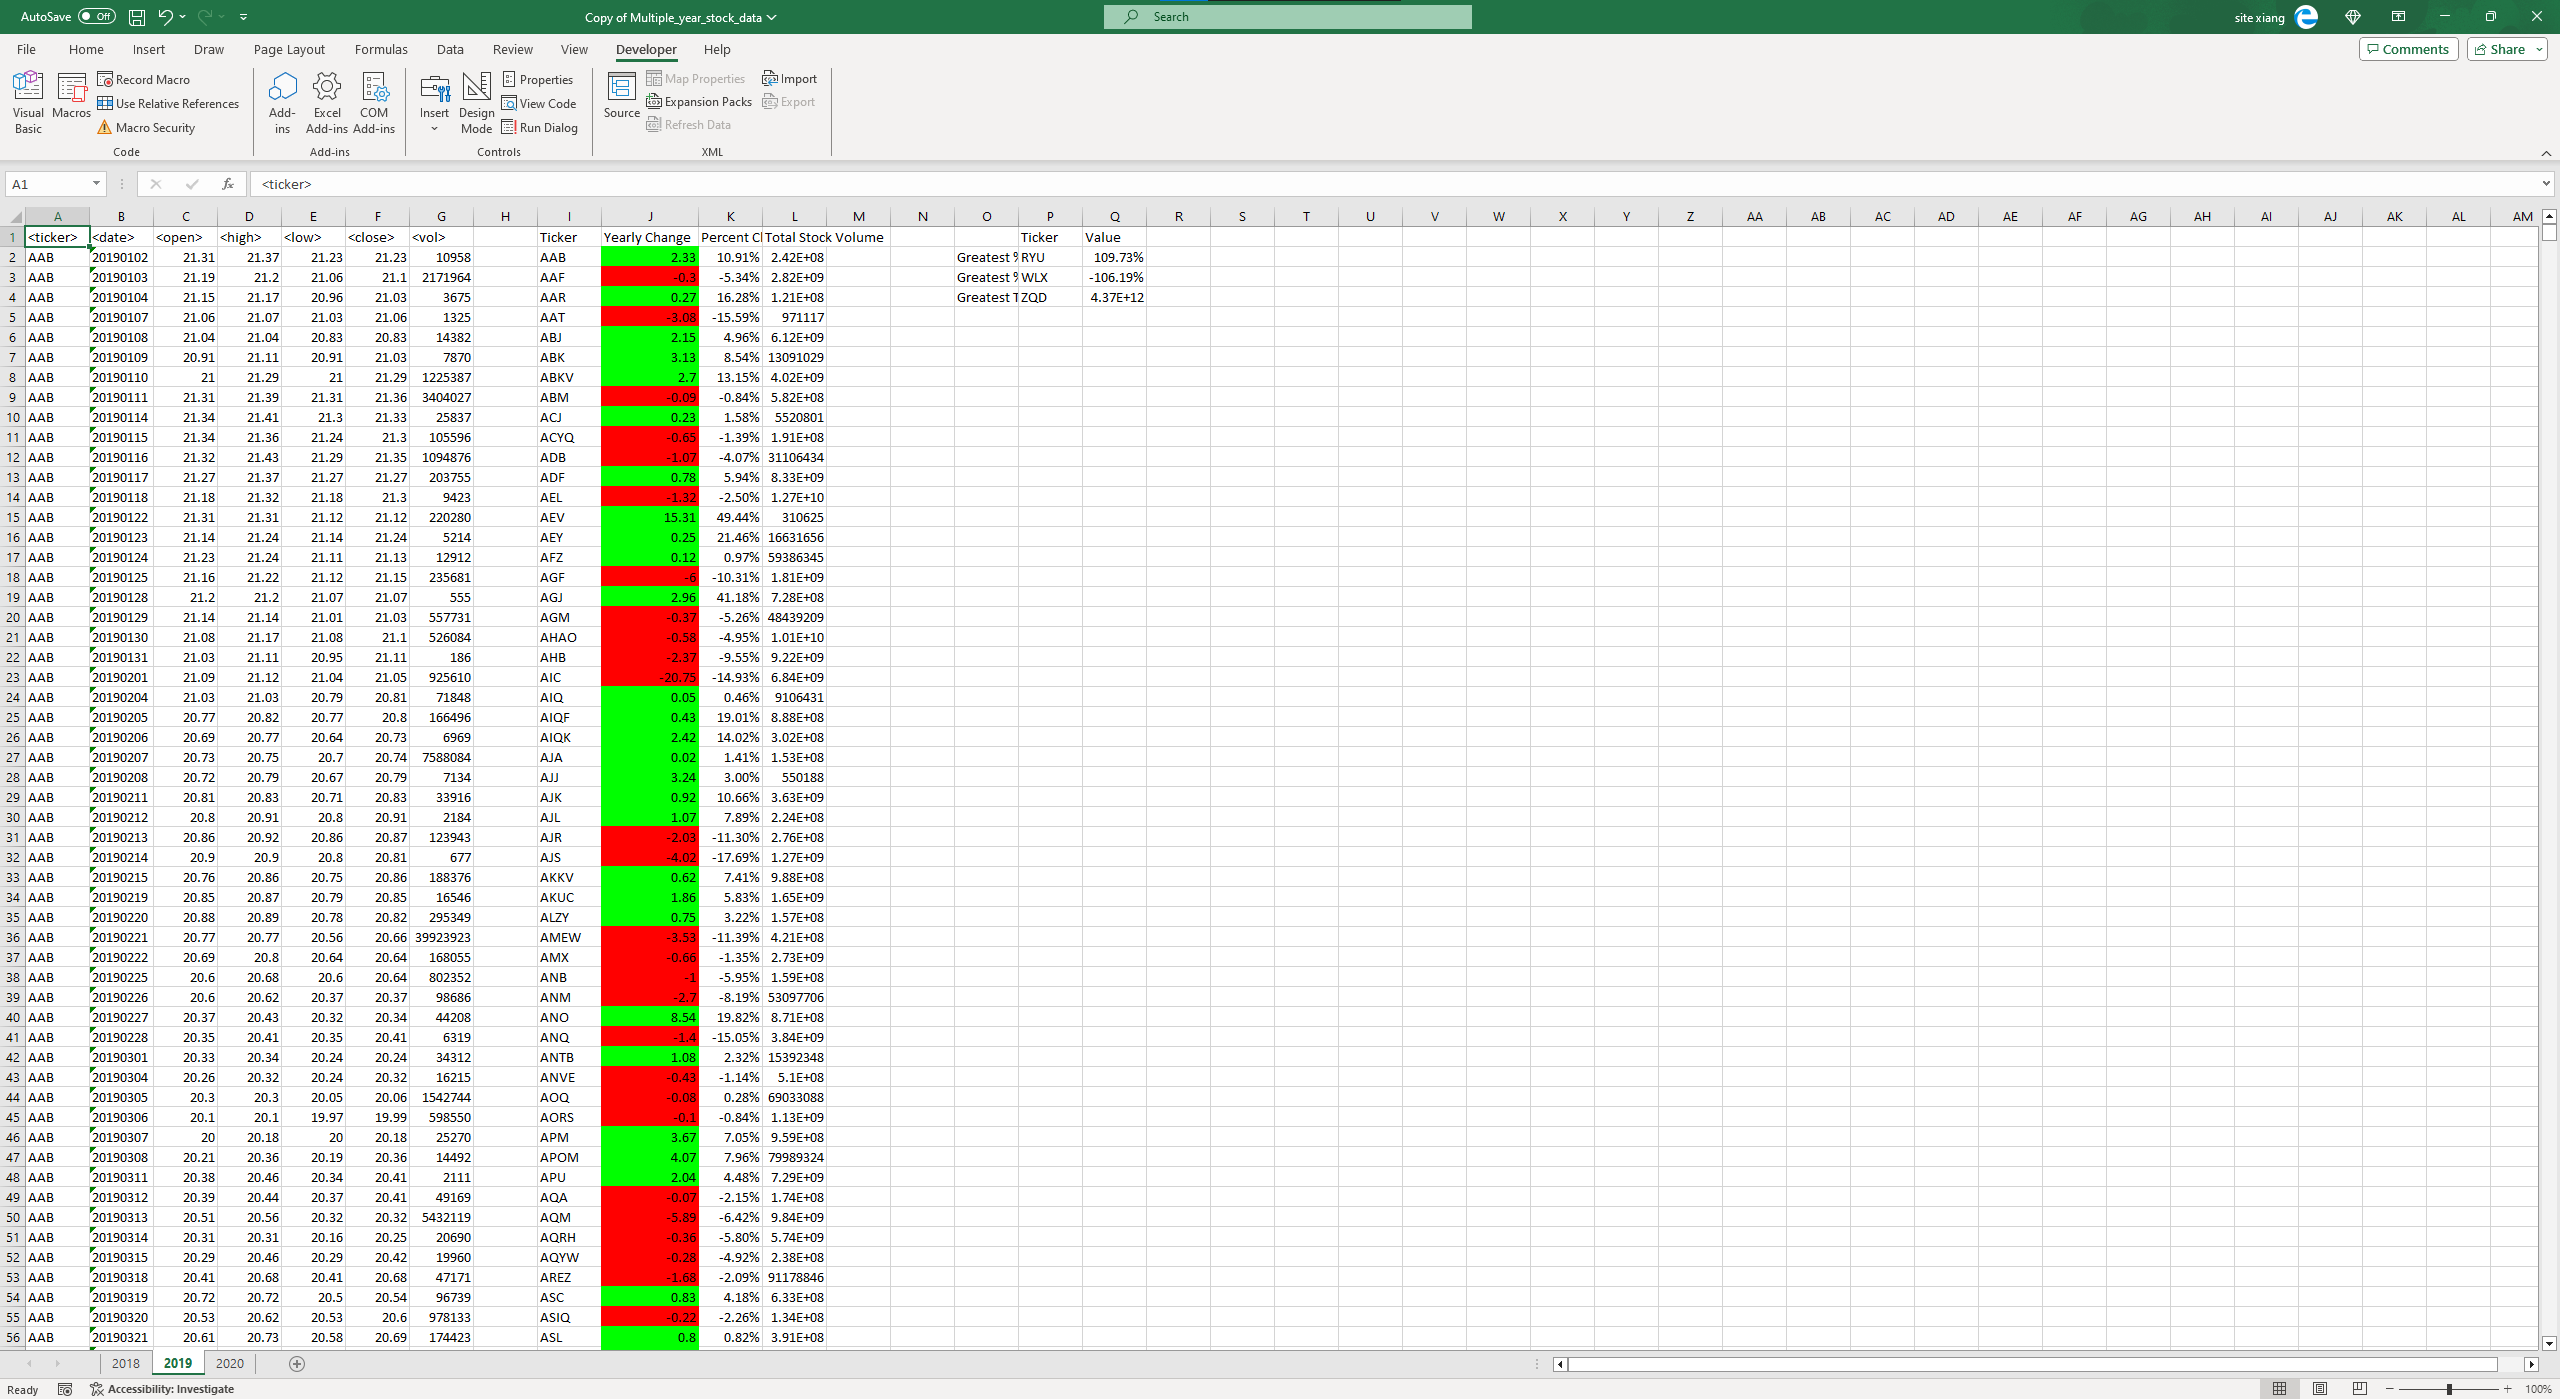 AutoSave Off Copy of Multiple_year_stock_data Search site xiang
File Home Insert Draw Page Layout Formulas Data Review View Developer Help Comments Share
Visual Basic Macros Record Macro Use Relative References Macro Security Add-ins Excel Add-ins COM Add-ins Insert Design Mode Properties View Code Run Dialog Source Map Properties Expansion Packs Refresh Data Import Export
Code Add-ins Controls XML
A1 fx <ticker>
A B C D E F G H I J K L M N O P Q R S T U V W X Y Z AA AB AC AD AE AF AG AH AI AJ AK AL AM
1 <ticker> <date> <open> <high> <low> <close> <vol> Ticker Yearly Change Percent Cl Total Stock Volume Ticker Value
2 AAB 20190102 21.31 21.37 21.23 21.23 10958 AAB 2.33 10.91% 2.42E+08 Greatest % RYU 109.73%
3 AAB 20190103 21.19 21.2 21.06 21.1 2171964 AAF -0.3 -5.34% 2.82E+09 Greatest % WLX -106.19%
4 AAB 20190104 21.15 21.17 20.96 21.03 3675 AAR 0.27 16.28% 1.21E+08 Greatest T ZQD 4.37E+12
5 AAB 20190107 21.06 21.07 21.03 21.06 1325 AAT -3.08 -15.59% 971117
6 AAB 20190108 21.04 21.04 20.83 20.83 14382 ABJ 2.15 4.96% 6.12E+09
7 AAB 20190109 20.91 21.11 20.91 21.03 7870 ABK 3.13 8.54% 13091029
8 AAB 20190110 21 21.29 21 21.29 1225387 ABKV 2.7 13.15% 4.02E+09
9 AAB 20190111 21.31 21.39 21.31 21.36 3404027 ABM -0.09 -0.84% 5.82E+08
10 AAB 20190114 21.34 21.41 21.3 21.33 25837 ACJ 0.23 1.58% 5520801
11 AAB 20190115 21.34 21.36 21.24 21.3 105596 ACYQ -0.65 -1.39% 1.91E+08
12 AAB 20190116 21.32 21.43 21.29 21.35 1094876 ADB -1.07 -4.07% 31106434
13 AAB 20190117 21.27 21.37 21.27 21.27 203755 ADF 0.78 5.94% 8.33E+09
14 AAB 20190118 21.18 21.32 21.18 21.3 9423 AEL -1.32 -2.50% 1.27E+10
15 AAB 20190122 21.31 21.31 21.12 21.12 220280 AEV 15.31 49.44% 310625
16 AAB 20190123 21.14 21.24 21.14 21.24 5214 AEY 0.25 21.46% 16631656
17 AAB 20190124 21.23 21.24 21.11 21.13 12912 AFZ 0.12 0.97% 59386345
18 AAB 20190125 21.16 21.22 21.12 21.15 235681 AGF -6 -10.31% 1.81E+09
19 AAB 20190128 21.2 21.2 21.07 21.07 555 AGJ 2.96 41.18% 7.28E+08
20 AAB 20190129 21.14 21.14 21.01 21.03 557731 AGM -0.37 -5.26% 48439209
21 AAB 20190130 21.08 21.17 21.08 21.1 526084 AHAO -0.58 -4.95% 1.01E+10
22 AAB 20190131 21.03 21.11 20.95 21.11 186 AHB -2.37 -9.55% 9.22E+09
23 AAB 20190201 21.09 21.12 21.04 21.05 925610 AIC -20.75 -14.93% 6.84E+09
24 AAB 20190204 21.03 21.03 20.79 20.81 71848 AIQ 0.05 0.46% 9106431
25 AAB 20190205 20.77 20.82 20.77 20.8 166496 AIQF 0.43 19.01% 8.88E+08
26 AAB 20190206 20.69 20.77 20.64 20.73 6969 AIQK 2.42 14.02% 3.02E+08
27 AAB 20190207 20.73 20.75 20.7 20.74 7588084 AJA 0.02 1.41% 1.53E+08
28 AAB 20190208 20.72 20.79 20.67 20.79 7134 AJJ 3.24 3.00% 550188
29 AAB 20190211 20.81 20.83 20.71 20.83 33916 AJK 0.92 10.66% 3.63E+09
30 AAB 20190212 20.8 20.91 20.8 20.91 2184 AJL 1.07 7.89% 2.24E+08
31 AAB 20190213 20.86 20.92 20.86 20.87 123943 AJR -2.03 -11.30% 2.76E+08
32 AAB 20190214 20.9 20.9 20.8 20.81 677 AJS -4.02 -17.69% 1.27E+09
33 AAB 20190215 20.76 20.86 20.75 20.86 188376 AKKV 0.62 7.41% 9.88E+08
34 AAB 20190219 20.85 20.87 20.79 20.85 16546 AKUC 1.86 5.83% 1.65E+09
35 AAB 20190220 20.88 20.89 20.78 20.82 295349 ALZY 0.75 3.22% 1.57E+08
36 AAB 20190221 20.77 20.77 20.56 20.66 39923923 AMEW -3.53 -11.39% 4.21E+08
37 AAB 20190222 20.69 20.8 20.64 20.64 168055 AMX -0.66 -1.35% 2.73E+09
38 AAB 20190225 20.6 20.68 20.6 20.64 802352 ANB -1 -5.95% 1.59E+08
39 AAB 20190226 20.6 20.62 20.37 20.37 98686 ANM -2.7 -8.19% 53097706
40 AAB 20190227 20.37 20.43 20.32 20.34 44208 ANO 8.54 19.82% 8.71E+08
41 AAB 20190228 20.35 20.41 20.35 20.41 6319 ANQ -1.4 -15.05% 3.84E+09
42 AAB 20190301 20.33 20.34 20.24 20.24 34312 ANTB 1.08 2.32% 15392348
43 AAB 20190304 20.26 20.32 20.24 20.32 16215 ANVE -0.43 -1.14% 5.1E+08
44 AAB 20190305 20.3 20.3 20.05 20.06 1542744 AOQ -0.08 0.28% 69033088
45 AAB 20190306 20.1 20.1 19.97 19.99 598550 AORS -0.1 -0.84% 1.13E+09
46 AAB 20190307 20 20.18 20 20.18 25270 APM 3.67 7.05% 9.59E+08
47 AAB 20190308 20.21 20.36 20.19 20.36 14492 APOM 4.07 7.96% 79989324
48 AAB 20190311 20.38 20.46 20.34 20.41 2111 APU 2.04 4.48% 7.29E+09
49 AAB 20190312 20.39 20.44 20.37 20.41 49169 AQA -0.07 -2.15% 1.74E+08
50 AAB 20190313 20.51 20.56 20.32 20.32 5432119 AQM -5.89 -6.42% 9.84E+09
51 AAB 20190314 20.31 20.31 20.16 20.25 20690 AQRH -0.36 -5.80% 5.74E+09
52 AAB 20190315 20.29 20.46 20.29 20.42 19960 AQYW -0.28 -4.92% 2.38E+08
53 AAB 20190318 20.41 20.68 20.41 20.68 47171 AREZ -1.68 -2.09% 91178846
54 AAB 20190319 20.72 20.72 20.5 20.54 96739 ASC 0.83 4.18% 6.33E+08
55 AAB 20190320 20.53 20.62 20.53 20.6 978133 ASIQ -0.22 -2.26% 1.34E+08
56 AAB 20190321 20.61 20.73 20.58 20.69 174423 ASL 0.8 0.82% 3.91E+08
2018 2019 2020
Ready Accessibility: Investigate 100%